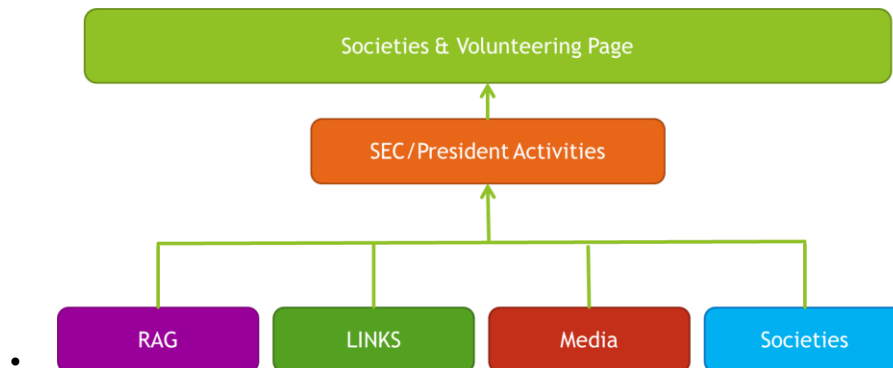 Societies & Volunteering Page
SEC/President Activities
RAG
LINKS
Media
Societies